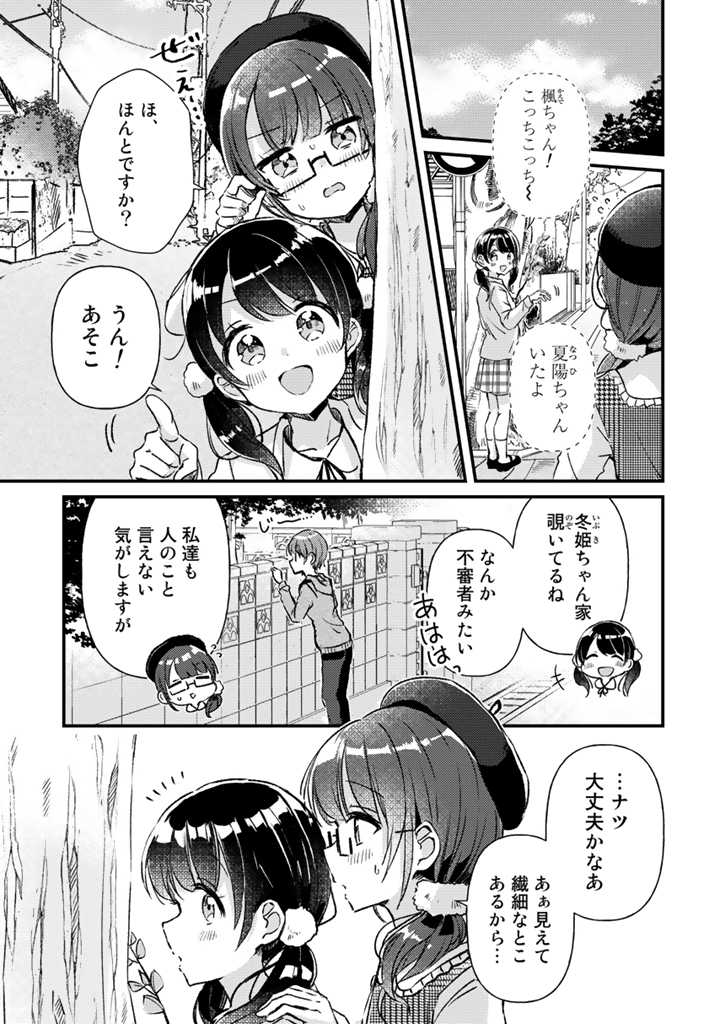 楓ちゃん！
こっちこっち〜
夏陽ちゃん
いたよ
ぜぇ…
ほ、
ほんとですか？
うん！
あそこ
冬姫ちゃん家
覗いてるね
なんか
不審者みたい
あははっ
じー
私達も
人のこと
言えない
気がしますが
…ナツ
大丈夫かなあ
あぁ見えて
繊細なとこ
あるから…